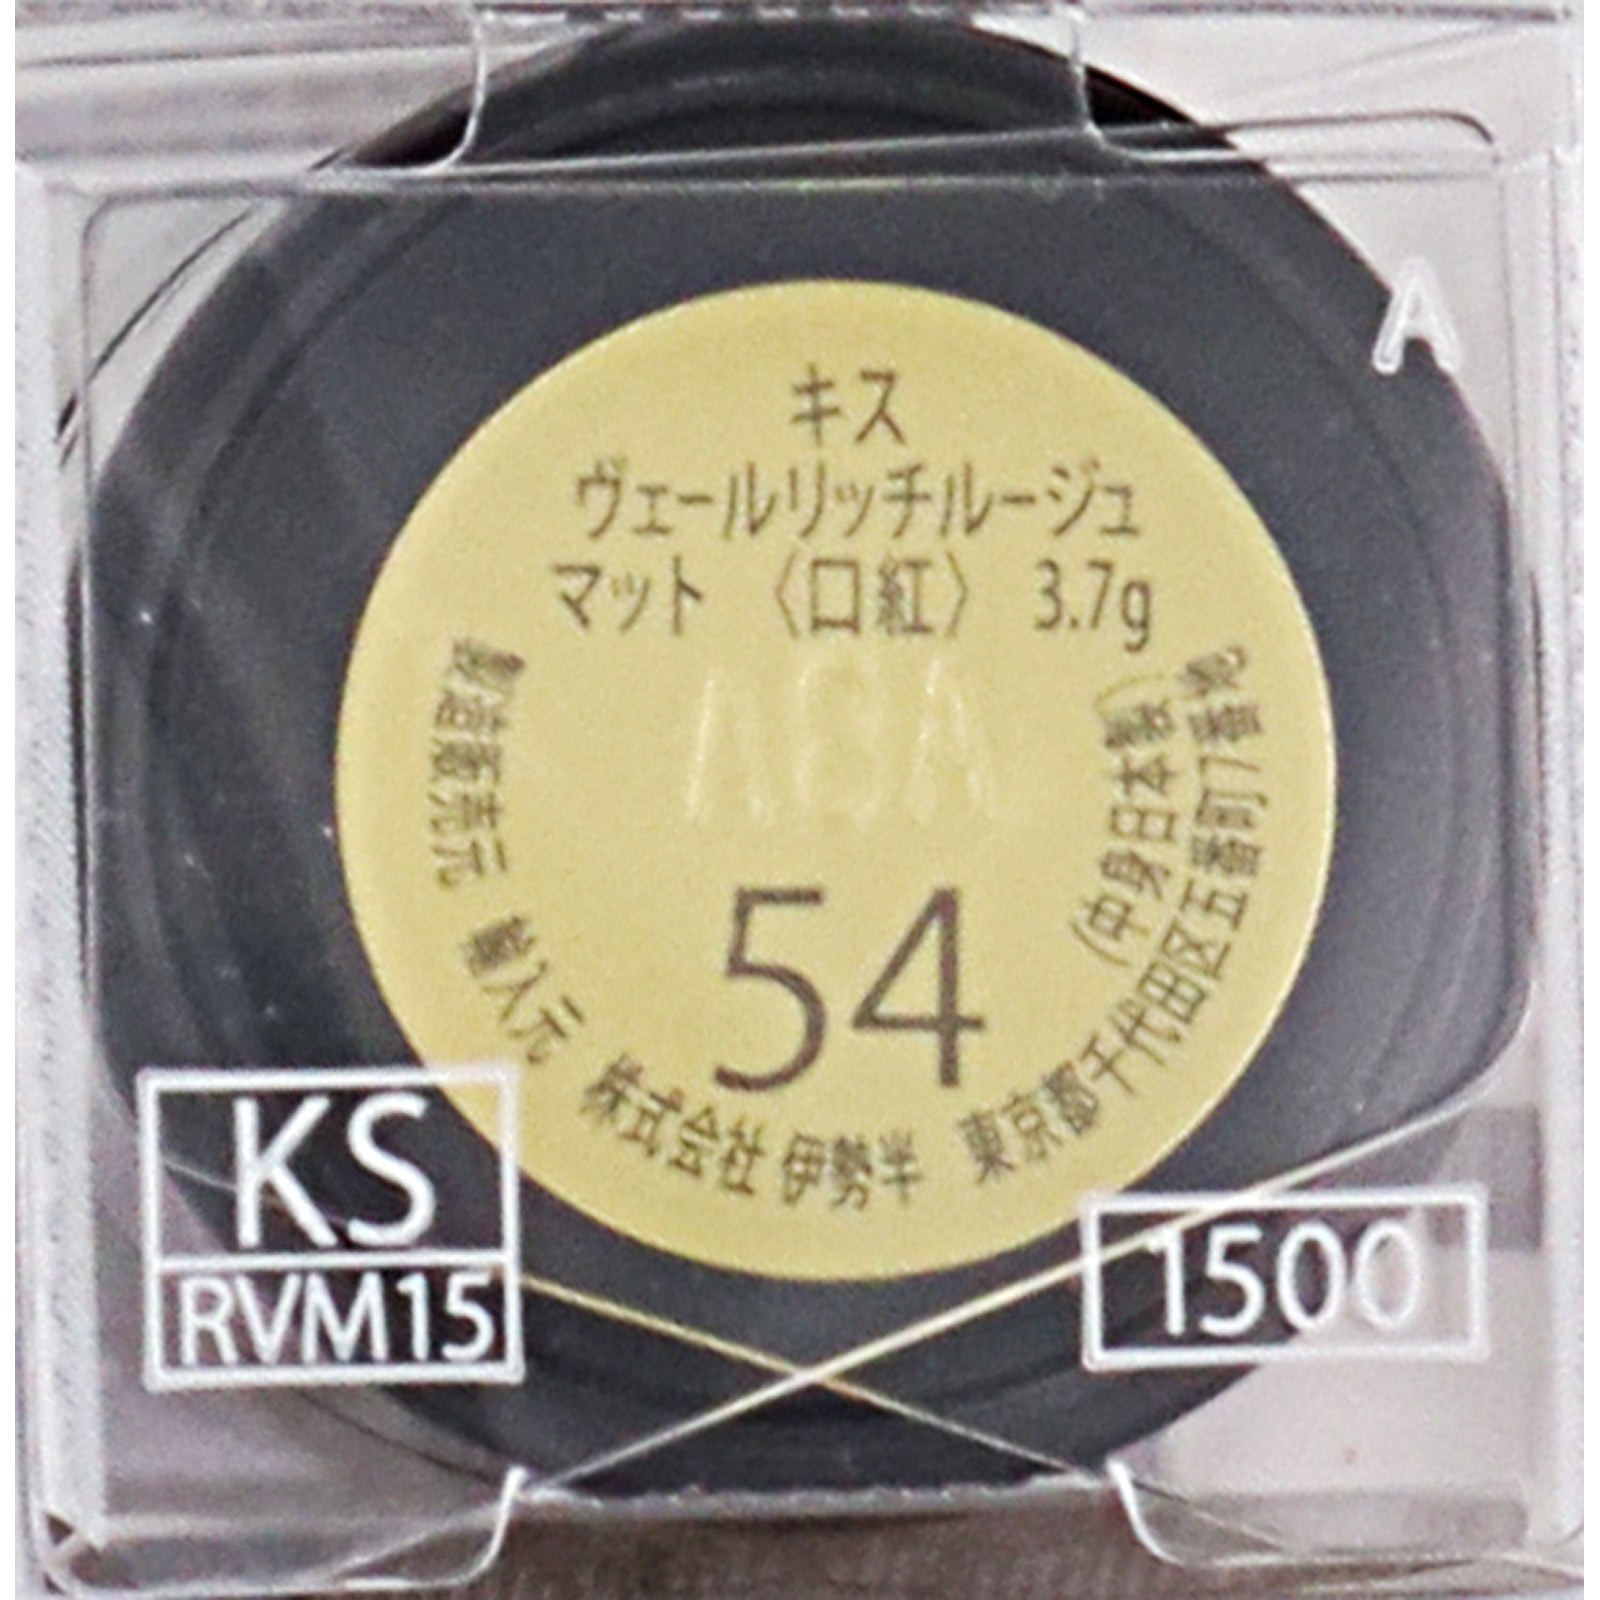 キス
ヴェールリッチルージュ
マット 〈口紅〉 3.7g
54
製造販売元 輸入元 株式会社 伊勢半 東京都千代田区五番町7番地
(中身日本製)
A
KS
RVM15
1500